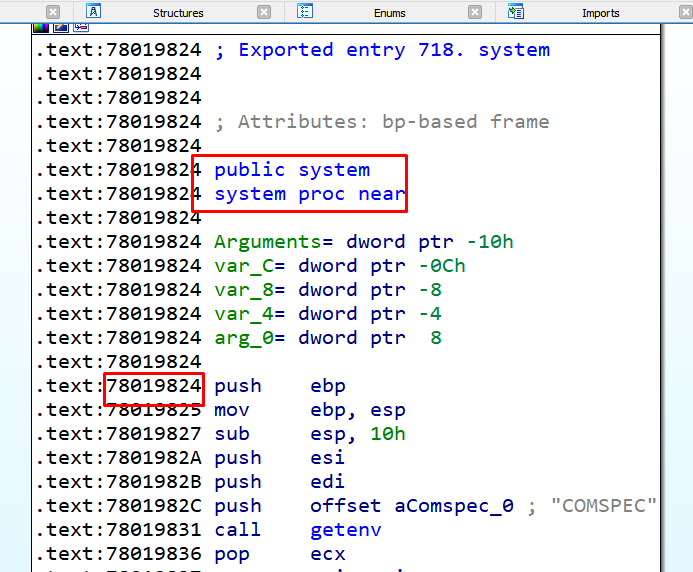 Structures Enums Imports
.text:78019824 ; Exported entry 718. system
.text:78019824
.text:78019824
.text:78019824 ; Attributes: bp-based frame
.text:78019824
.text:78019824 public system
.text:78019824 system proc near
.text:78019824
.text:78019824 Arguments= dword ptr -10h
.text:78019824 var_C= dword ptr -0Ch
.text:78019824 var_8= dword ptr -8
.text:78019824 var_4= dword ptr -4
.text:78019824 arg_0= dword ptr  8
.text:78019824
.text:78019824 push    ebp
.text:78019825 mov     ebp, esp
.text:78019827 sub     esp, 10h
.text:7801982A push    esi
.text:7801982B push    edi
.text:7801982C push    offset aComspec_0 ; "COMSPEC"
.text:78019831 call    getenv
.text:78019836 pop     ecx